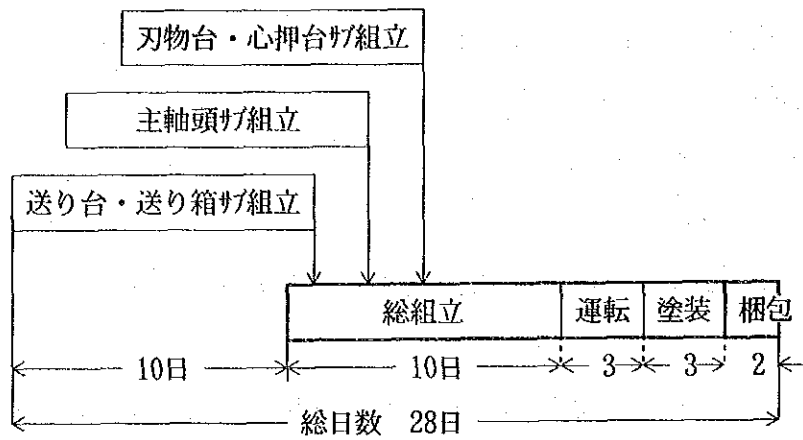 刃物台・心押台ｻﾌﾞ組立
主軸頭ｻﾌﾞ組立
送り台・送り箱ｻﾌﾞ組立
総組立 運転 塗装 梱包
10日 10日 3 3 2
総日数 28日